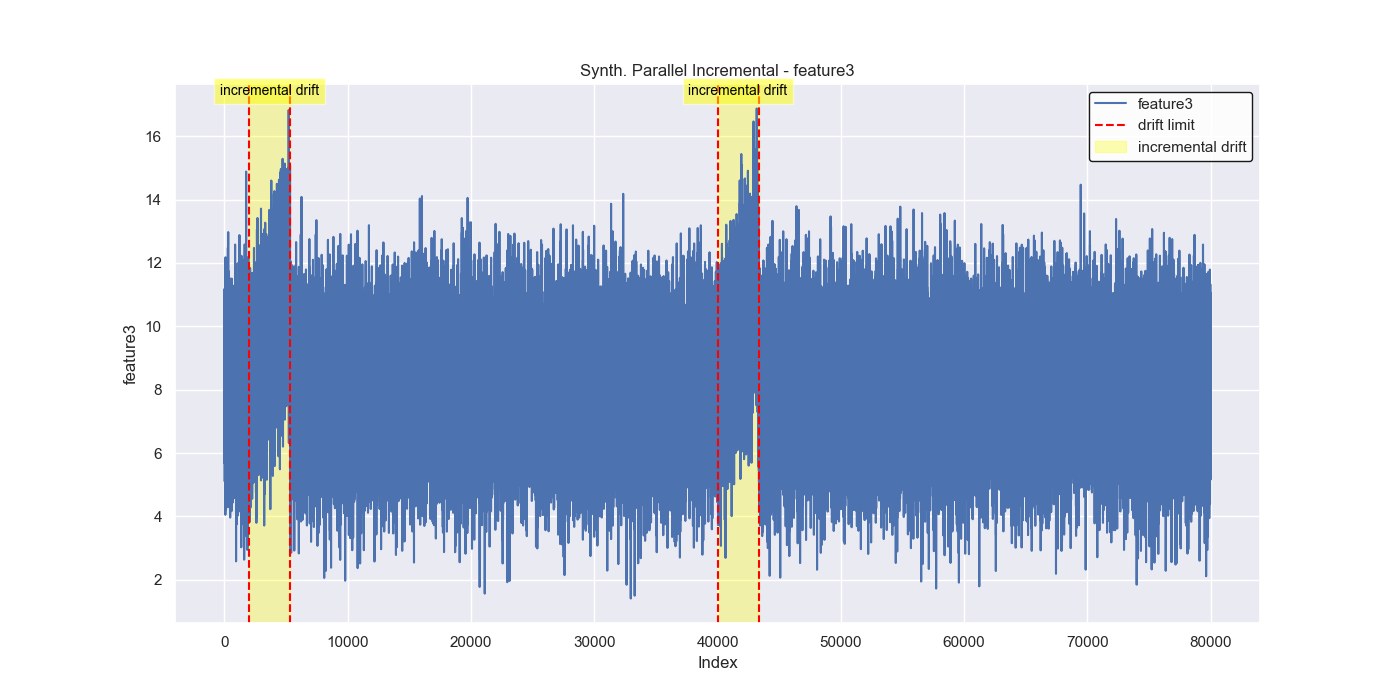 Synth. Parallel Incremental - feature3
incremental drift
incremental drift
feature3
drift limit
incremental drift
16
14
12
10
8
6
4
2
feature3
0
10000
20000
30000
40000
50000
60000
70000
80000
Index